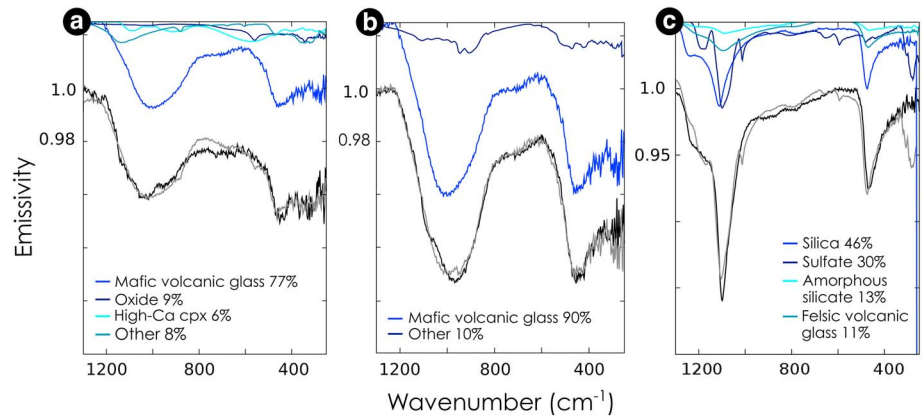 a
b
c
1.0
0.98
1.0
0.98
1.0
0.95
Emissivity
Mafic volcanic glass 77%
Oxide 9%
High-Ca cpx 6%
Other 8%
Mafic volcanic glass 90%
Other 10%
Silica 46%
Sulfate 30%
Amorphous
silicate 13%
Felsic volcanic
glass 11%
1200 800 400
1200 800 400
1200 800 400
Wavenumber (cm⁻¹)